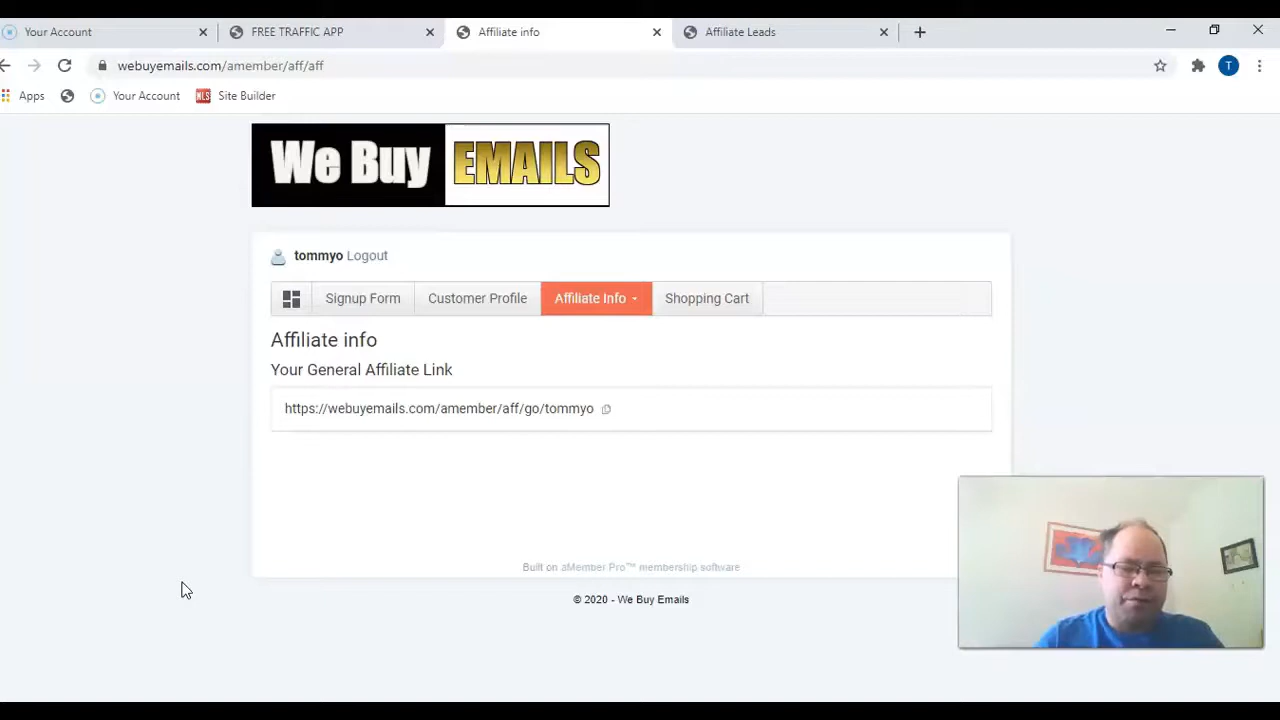 Your Account
FREE TRAFFIC APP
Affiliate info
Affiliate Leads
webuyemails.com/amember/aff/aff
T
Apps
Your Account
MLS Site Builder
We Buy EMAILS
tommyo Logout
Signup Form
Customer Profile
Affiliate Info
Shopping Cart
Affiliate info
Your General Affiliate Link
https://webuyemails.com/amember/aff/go/tommyo
Built on aMember Pro™ membership software
© 2020 - We Buy Emails